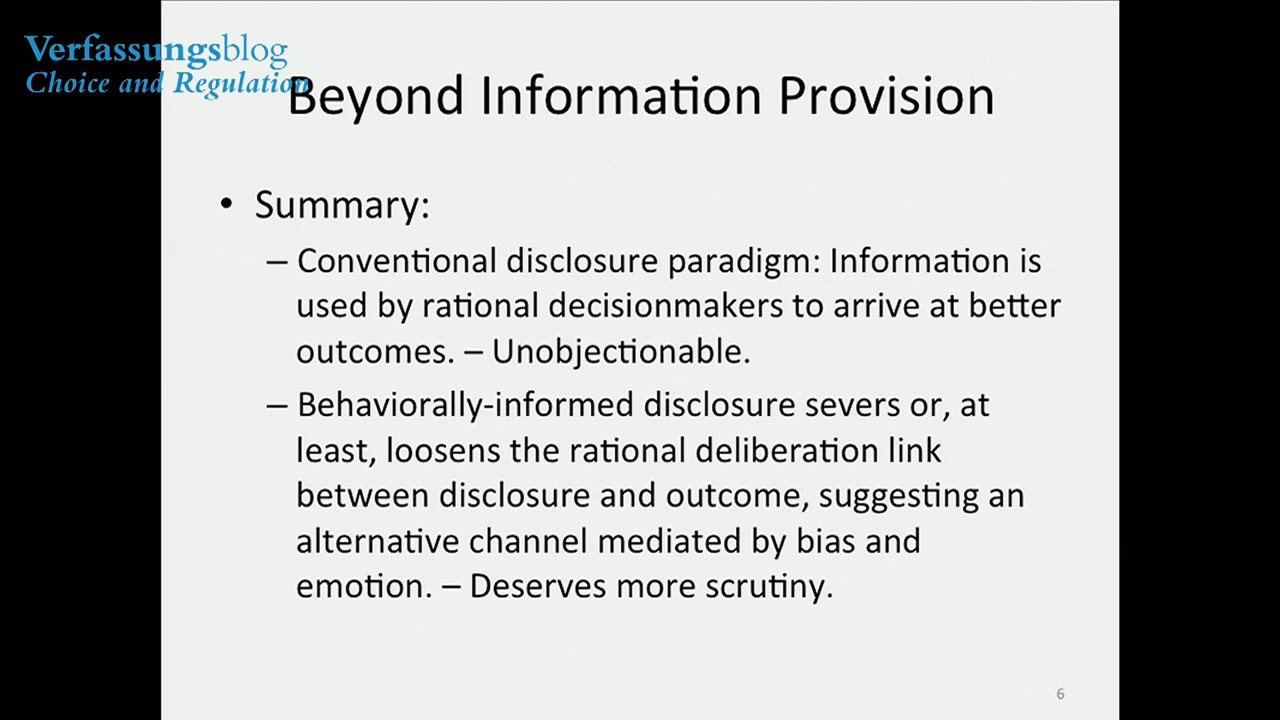 Verfassungsblog
Choice and Regulation
Beyond Information Provision
• Summary:
– Conventional disclosure paradigm: Information is
used by rational decisionmakers to arrive at better
outcomes. – Unobjectionable.
– Behaviorally-informed disclosure severs or, at
least, loosens the rational deliberation link
between disclosure and outcome, suggesting an
alternative channel mediated by bias and
emotion. – Deserves more scrutiny.
6